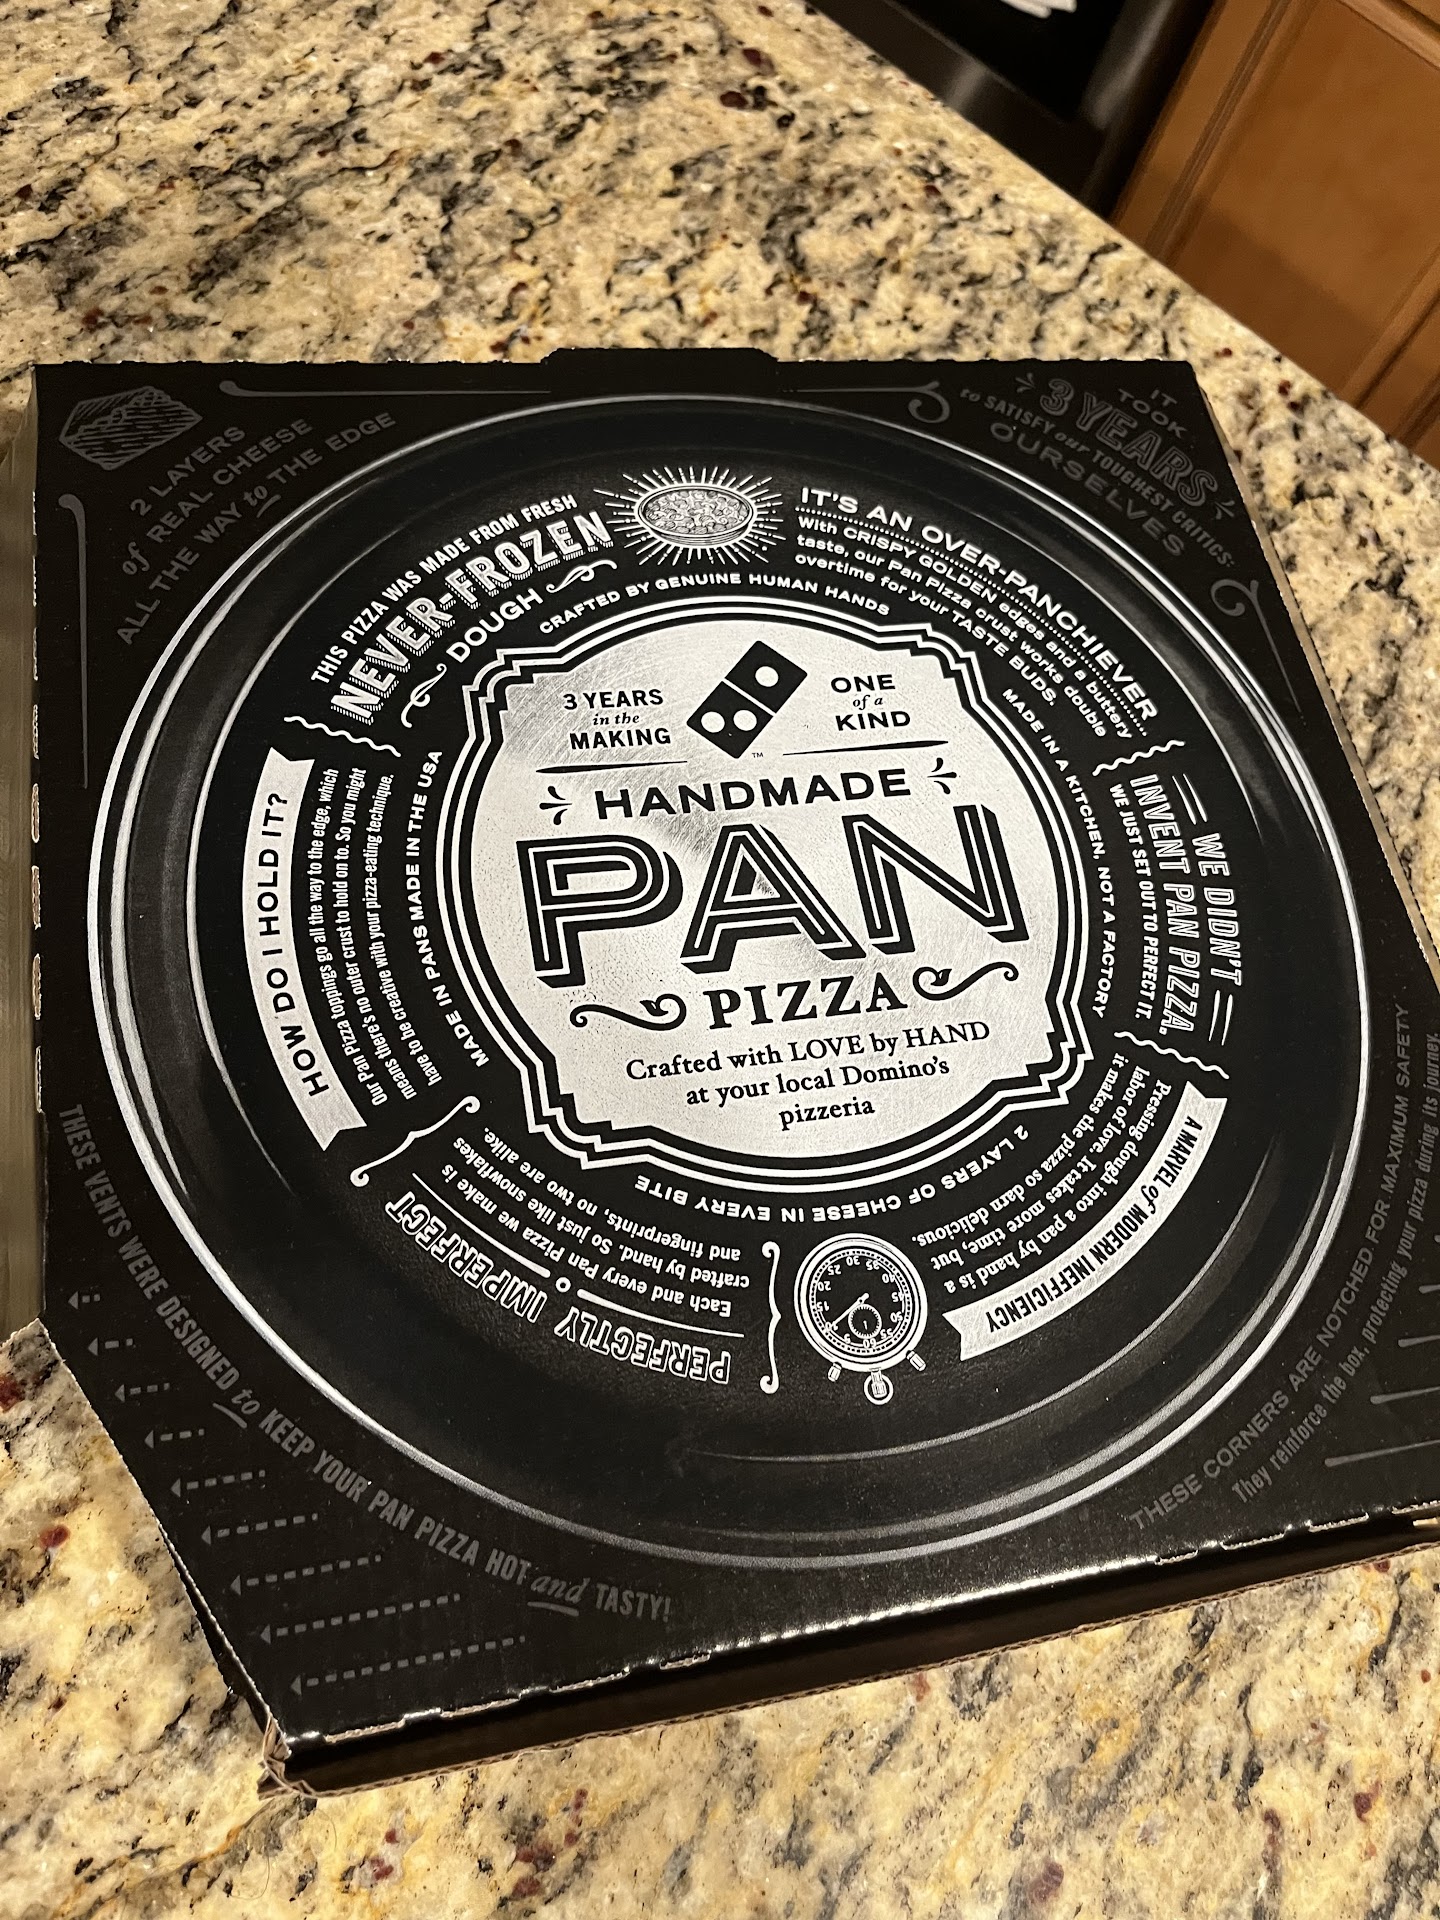 2 LAYERS
of REAL CHEESE
ALL THE WAY to THE EDGE
IT
TOOK
3 YEARS
to SATISFY our TOUGHEST CRITICS:
OURSELVES
THIS PIZZA WAS MADE FROM FRESH
NEVER-FROZEN
DOUGH
IT'S AN OVER-PANCHIEVER
With CRISPY GOLDEN edges and a buttery
taste, our Pan Pizza crust works double
overtime for your TASTE BUDS.
CRAFTED BY GENUINE HUMAN HANDS
MADE IN A KITCHEN, NOT A FACTORY
2 LAYERS OF CHEESE IN EVERY BITE
MADE IN PANS MADE IN THE USA
3 YEARS
in the
MAKING
ONE
of a
KIND
TM
HANDMADE
PAN
PIZZA
Crafted with LOVE by HAND
at your local Domino's
pizzeria
WE DIDN'T
INVENT PAN PIZZA.
WE JUST SET OUT TO PERFECT IT.
A MARVEL of MODERN INEFFICIENCY
Pressing dough into a pan by hand is a
labor of love. It takes more time, but
it makes the pizza so darn delicious.
PERFECTLY IMPERFECT
Each and every Pan Pizza we make is
crafted by hand. So just like snowflakes
and fingerprints, no two are alike.
HOW DO I HOLD IT?
Our Pan Pizza toppings go all the way to the edge, which
means there's no outer crust to hold on to. So you might
have to be creative with your pizza-eating technique.
THESE VENTS WERE DESIGNED to KEEP YOUR PAN PIZZA HOT and TASTY!
THESE CORNERS ARE NOTCHED FOR MAXIMUM SAFETY
They reinforce the box, protecting your pizza during its journey.